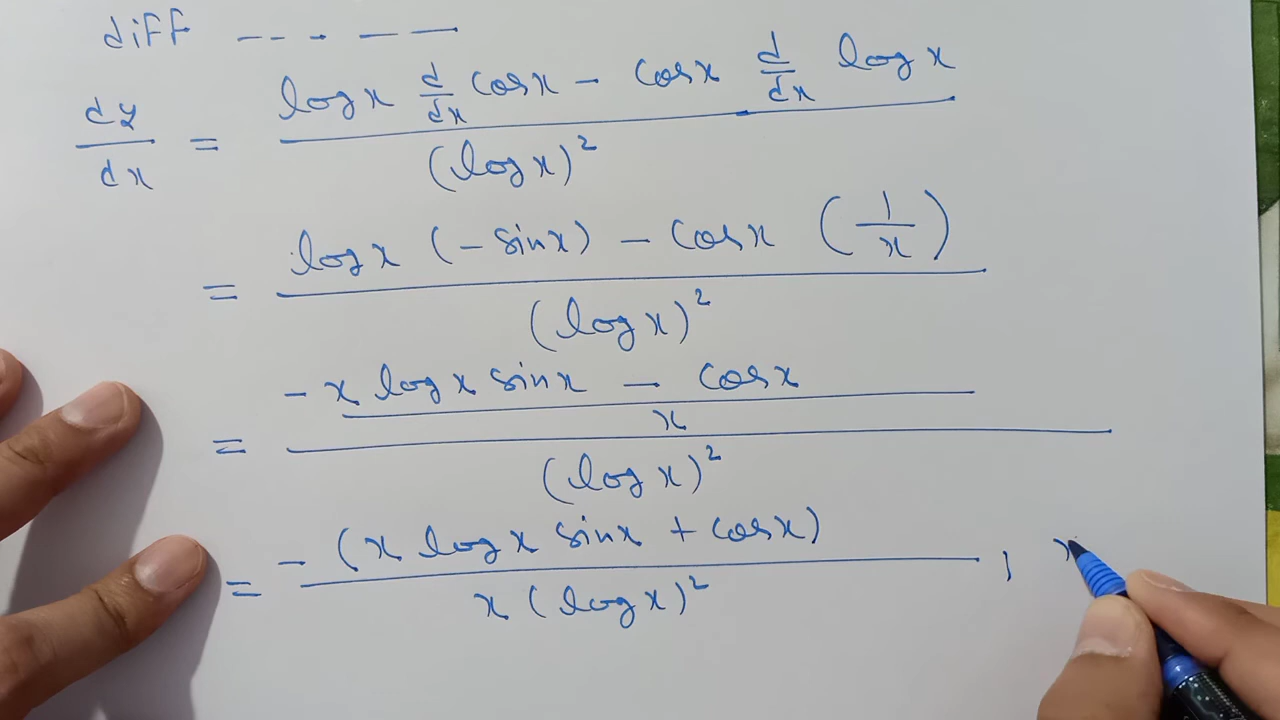 diff --- - —
dy/dx = (log x d/dx cos x - cos x d/dx log x) / (log x)²
= (log x (- sin x) - cos x (1/x)) / (log x)²
= ((- x log x sin x - cos x) / x) / (log x)²
= - (x log x sin x + cos x) / x (log x)² , x